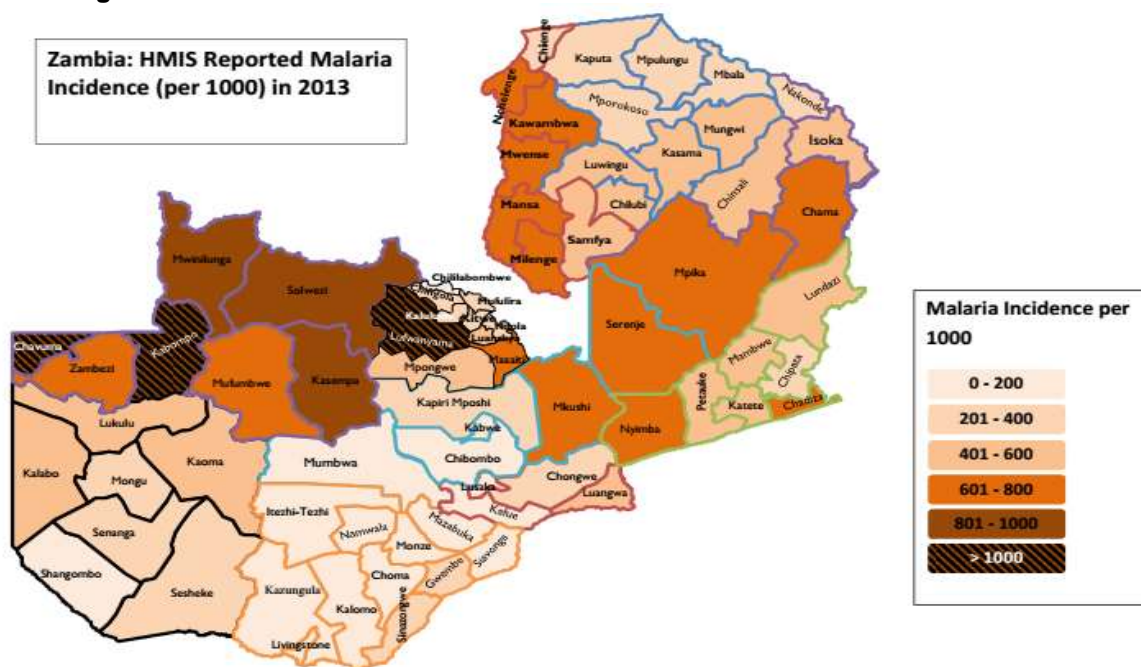 Zambia: HMIS Reported Malaria
Incidence (per 1000) in 2013
Chienge
Kaputa
Mpulungu
Mbala
Nakonde
Nchelenge
Mporokoso
Kawambwa
Mungwi
Isoka
Mwense
Kasama
Luwingu
Chinsali
Chilubi
Mansa
Chama
Samfya
Milenge
Mpika
Mwinilunga
Solwezi
Chililabombwe
Chingola
Mufulira
Kalulu
Kitwe
Ndola
Lufwanyama
Luanshya
Masaiti
Serenje
Lundazi
Chavuma
Kabompo
Zambezi
Mufumbwe
Kasempa
Mpongwe
Mambwe
Chipata
Petauke
Katete
Chadiza
Kapiri Mposhi
Mkushi
Nyimba
Lukulu
Kabwe
Kalabo
Kaoma
Mumbwa
Chibombo
Mongu
Chongwe
Lusaka
Luangwa
Senanga
Itezhi-Tezhi
Kafue
Namwala
Mazabuka
Monze
Siavonga
Shangombo
Sesheke
Kazungula
Choma
Gwembe
Kalomo
Sinazongwe
Livingstone
Malaria Incidence per
1000
0 - 200
201 - 400
401 - 600
601 - 800
801 - 1000
> 1000